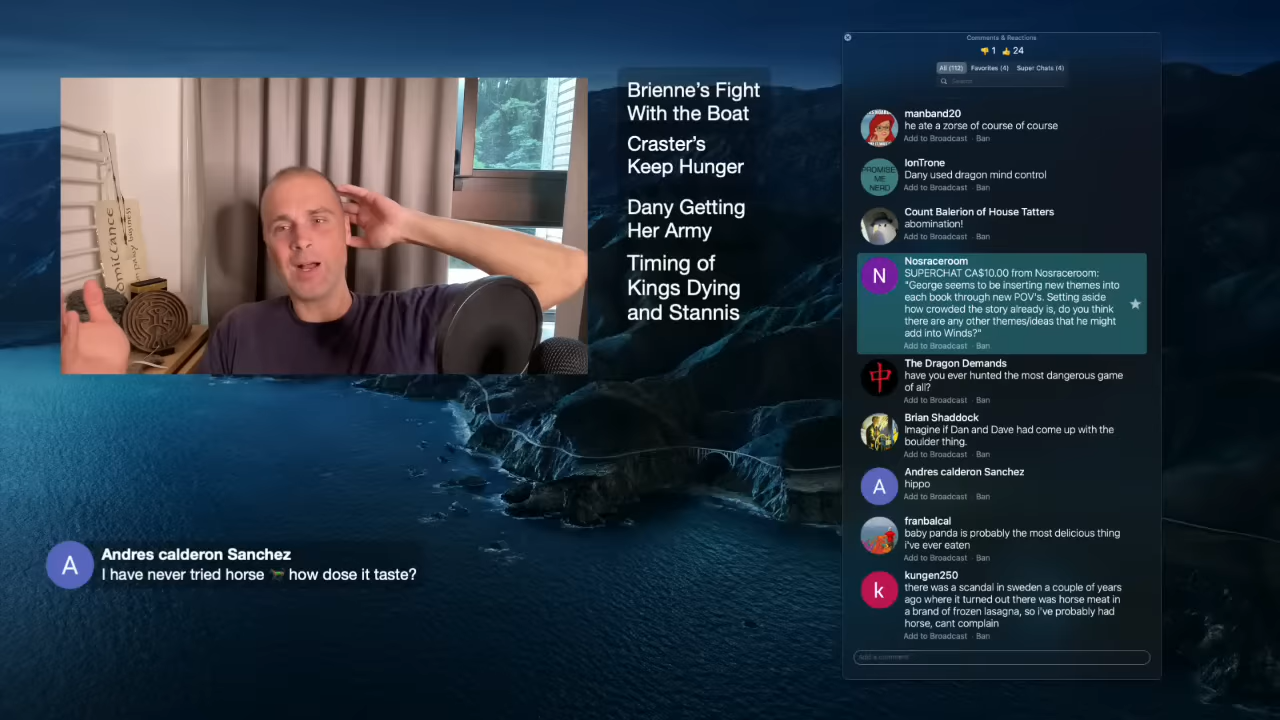 Brienne's Fight
With the Boat
Craster's
Keep Hunger
Dany Getting
Her Army
Timing of
Kings Dying
and Stannis
Andres calderon Sanchez
I have never tried horse 🐎 how dose it taste?
A
Comments & Reactions
👎 1 👍 24
All (112) Favorites (4) Super Chats (4)
Search
manband20
he ate a zorse of course of course
Add to Broadcast · Ban
PROMISE
ME
NERD
IonTrone
Dany used dragon mind control
Add to Broadcast · Ban
Count Balerion of House Tatters
abomination!
Add to Broadcast · Ban
N
Nosraceroom
SUPERCHAT CA$10.00 from Nosraceroom:
"George seems to be inserting new themes into
each book through new POV's. Setting aside
how crowded the story already is, do you think
there are any other themes/ideas that he might
add into Winds?"
Add to Broadcast · Ban
中
The Dragon Demands
have you ever hunted the most dangerous game
of all?
Add to Broadcast · Ban
Brian Shaddock
Imagine if Dan and Dave had come up with the
boulder thing.
Add to Broadcast · Ban
A
Andres calderon Sanchez
hippo
Add to Broadcast · Ban
franbalcal
baby panda is probably the most delicious thing
i've ever eaten
Add to Broadcast · Ban
k
kungen250
there was a scandal in sweden a couple of years
ago where it turned out there was horse meat in
a brand of frozen lasagna, so i've probably had
horse, cant complain
Add to Broadcast · Ban
Add a comment